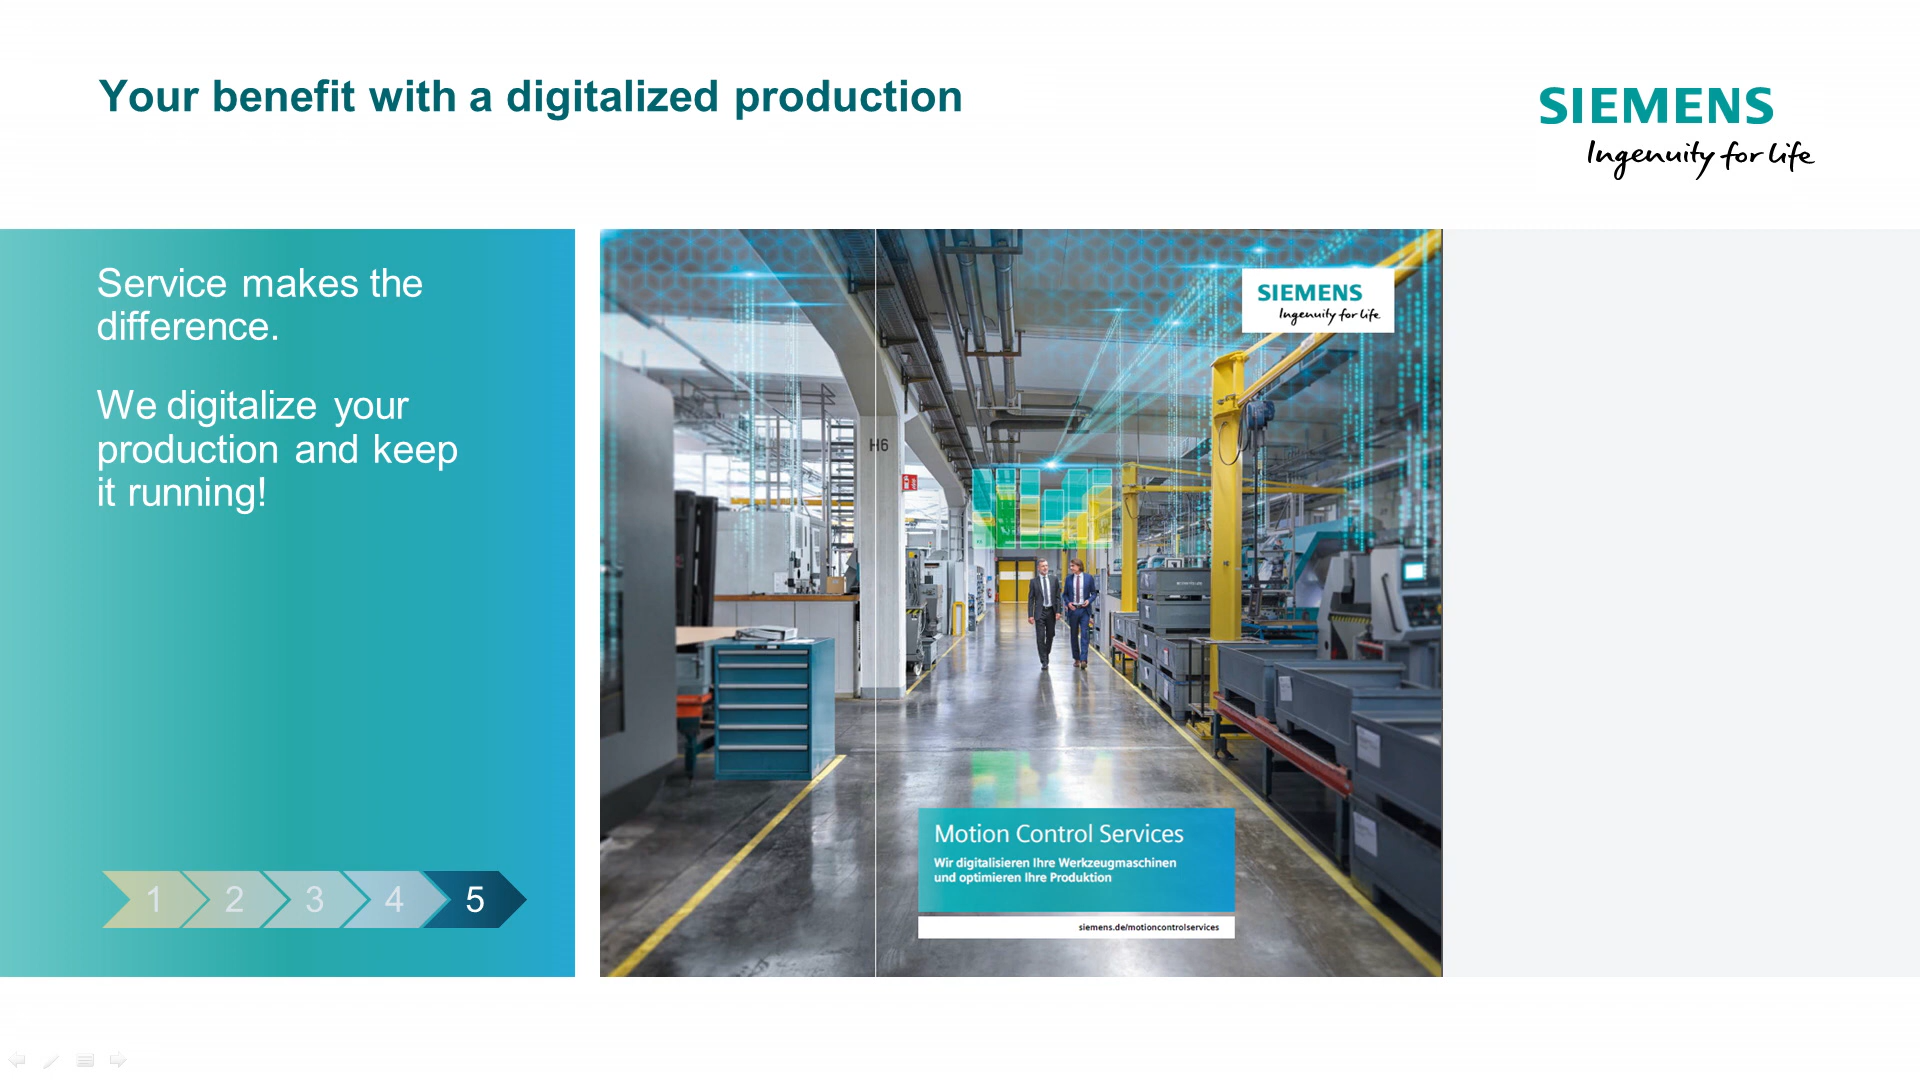 Your benefit with a digitalized production
SIEMENS
Ingenuity for life
Service makes the
difference.
We digitalize your
production and keep
it running!
1 2 3 4 5
SIEMENS
Ingenuity for life
H6
Motion Control Services
Wir digitalisieren Ihre Werkzeugmaschinen
und optimieren Ihre Produktion
siemens.de/motioncontrolservices